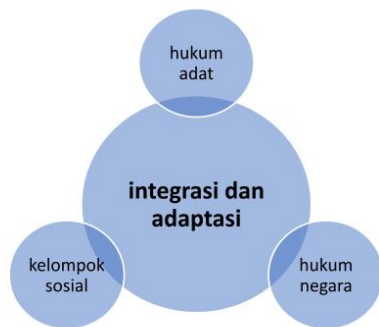 hukum
adat
integrasi dan
adaptasi
kelompok
sosial
hukum
negara